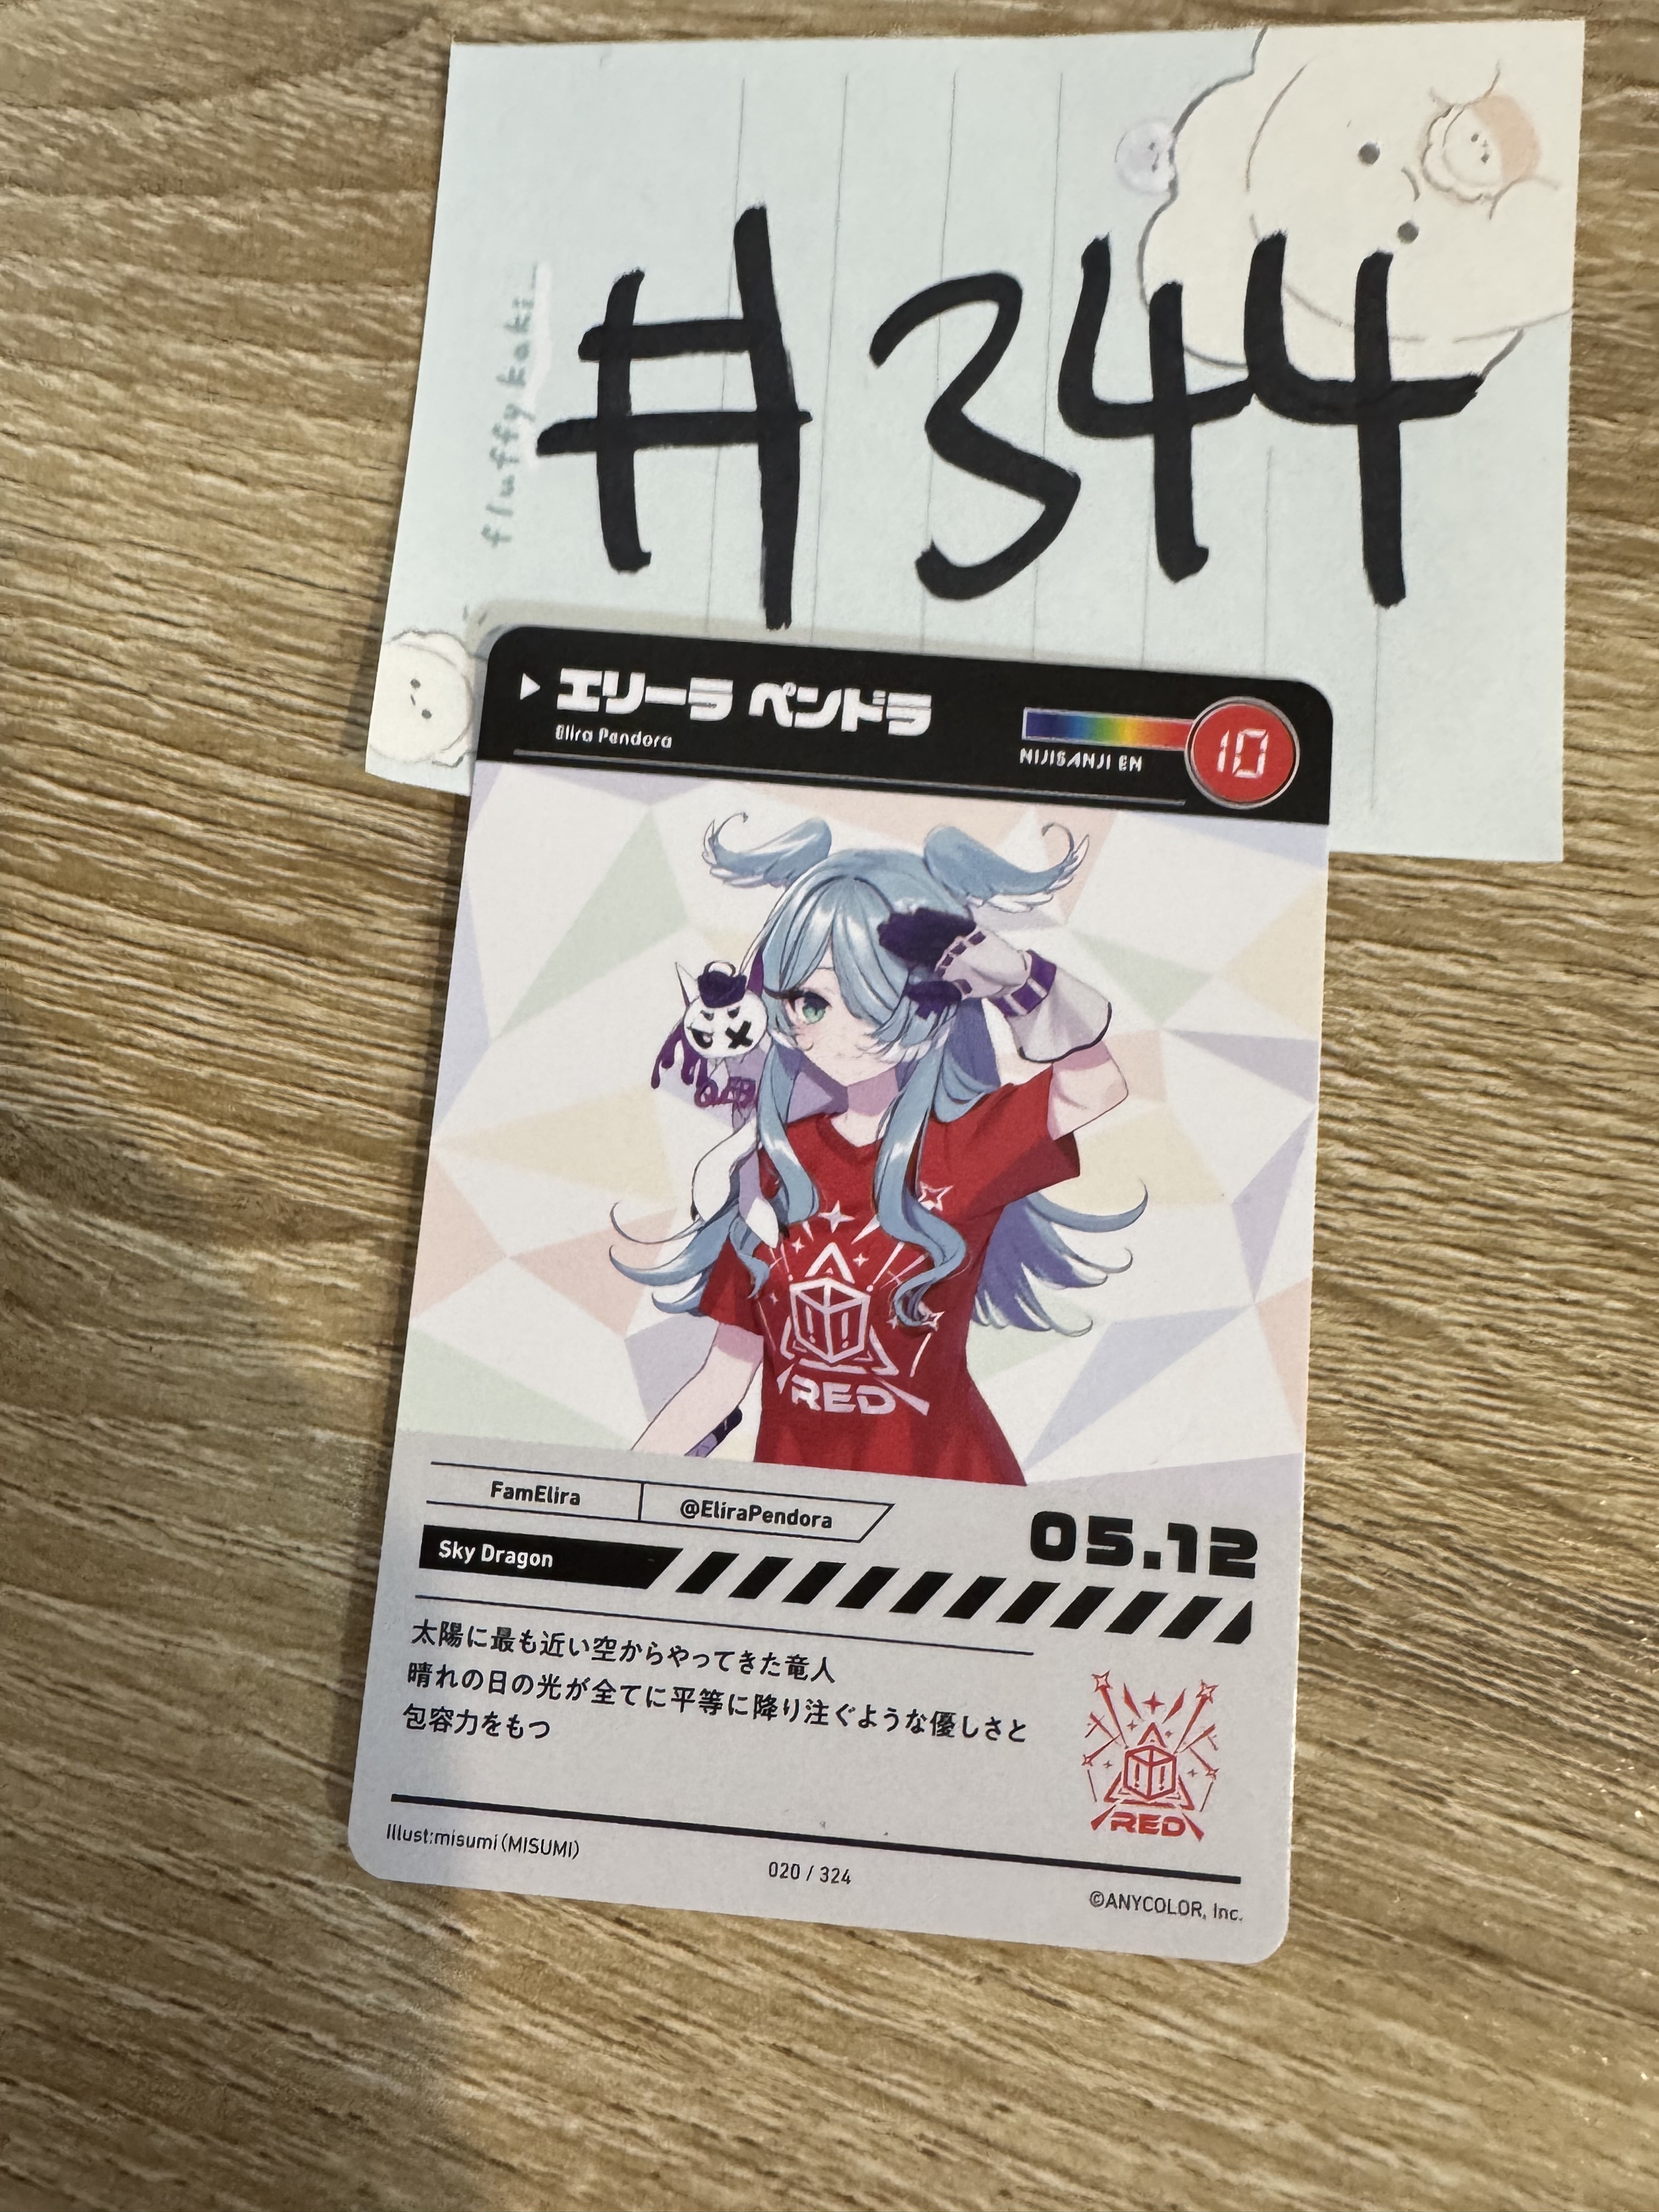 #344
fluffy kaki
エリーラ ペンドラ
Elira Pendora
NIJISANJI EN
10
RED
FamElira
@EliraPendora
05.12
Sky Dragon
太陽に最も近い空からやってきた竜人
晴れの日の光が全てに平等に降り注ぐような優しさと
包容力をもつ
RED
Illust:misumi(MISUMI)
020 / 324
©ANYCOLOR, Inc.